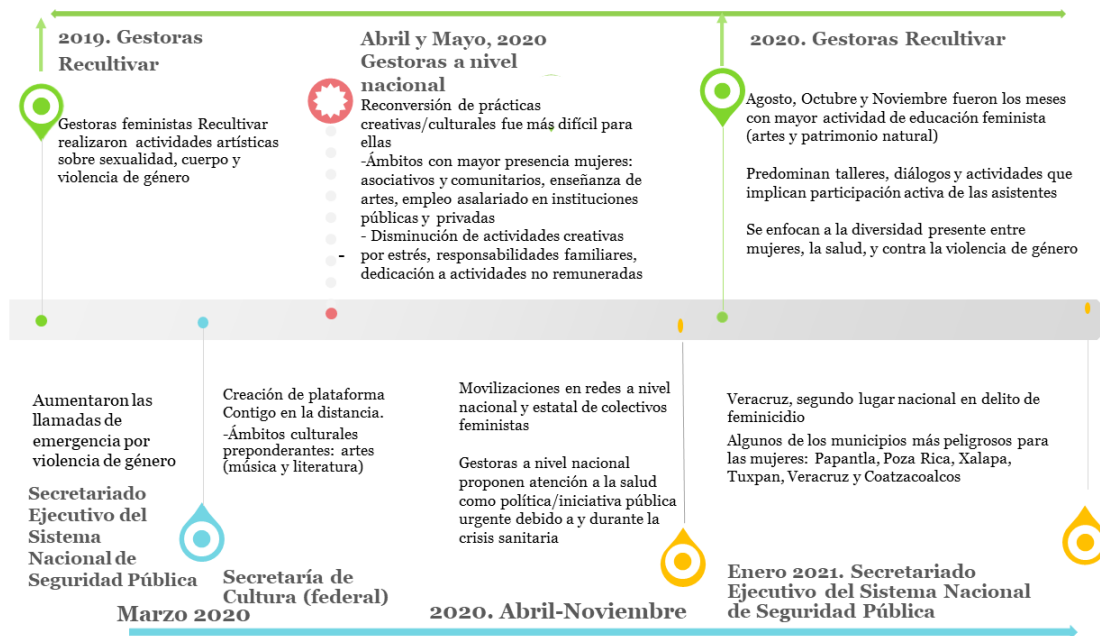 2019. Gestoras
Recultivar
Gestoras feministas Recultivar
realizaron actividades artísticas
sobre sexualidad, cuerpo y
violencia de género
Abril y Mayo, 2020
Gestoras a nivel
nacional
Reconversión de prácticas
creativas/culturales fue más difícil para
ellas
-Ámbitos con mayor presencia mujeres:
asociativos y comunitarios, enseñanza de
artes, empleo asalariado en instituciones
públicas y privadas
- Disminución de actividades creativas
- por estrés, responsabilidades familiares,
dedicación a actividades no remuneradas
2020. Gestoras Recultivar
Agosto, Octubre y Noviembre fueron los meses
con mayor actividad de educación feminista
(artes y patrimonio natural)
Predominan talleres, diálogos y actividades que
implican participación activa de las asistentes
Se enfocan a la diversidad presente entre
mujeres, la salud, y contra la violencia de género
Aumentaron las
llamadas de
emergencia por
violencia de género
Secretariado
Ejecutivo del
Sistema
Nacional de
Seguridad Pública
Creación de plataforma
Contigo en la distancia.
-Ámbitos culturales
preponderantes: artes
(música y literatura)
Secretaría de
Cultura (federal)
Marzo 2020
Movilizaciones en redes a nivel
nacional y estatal de colectivos
feministas
Gestoras a nivel nacional
proponen atención a la salud
como política/iniciativa pública
urgente debido a y durante la
crisis sanitaria
2020. Abril-Noviembre
Veracruz, segundo lugar nacional en delito de
feminicidio
Algunos de los municipios más peligrosos para
las mujeres: Papantla, Poza Rica, Xalapa,
Tuxpan, Veracruz y Coatzacoalcos
Enero 2021. Secretariado
Ejecutivo del Sistema Nacional
de Seguridad Pública